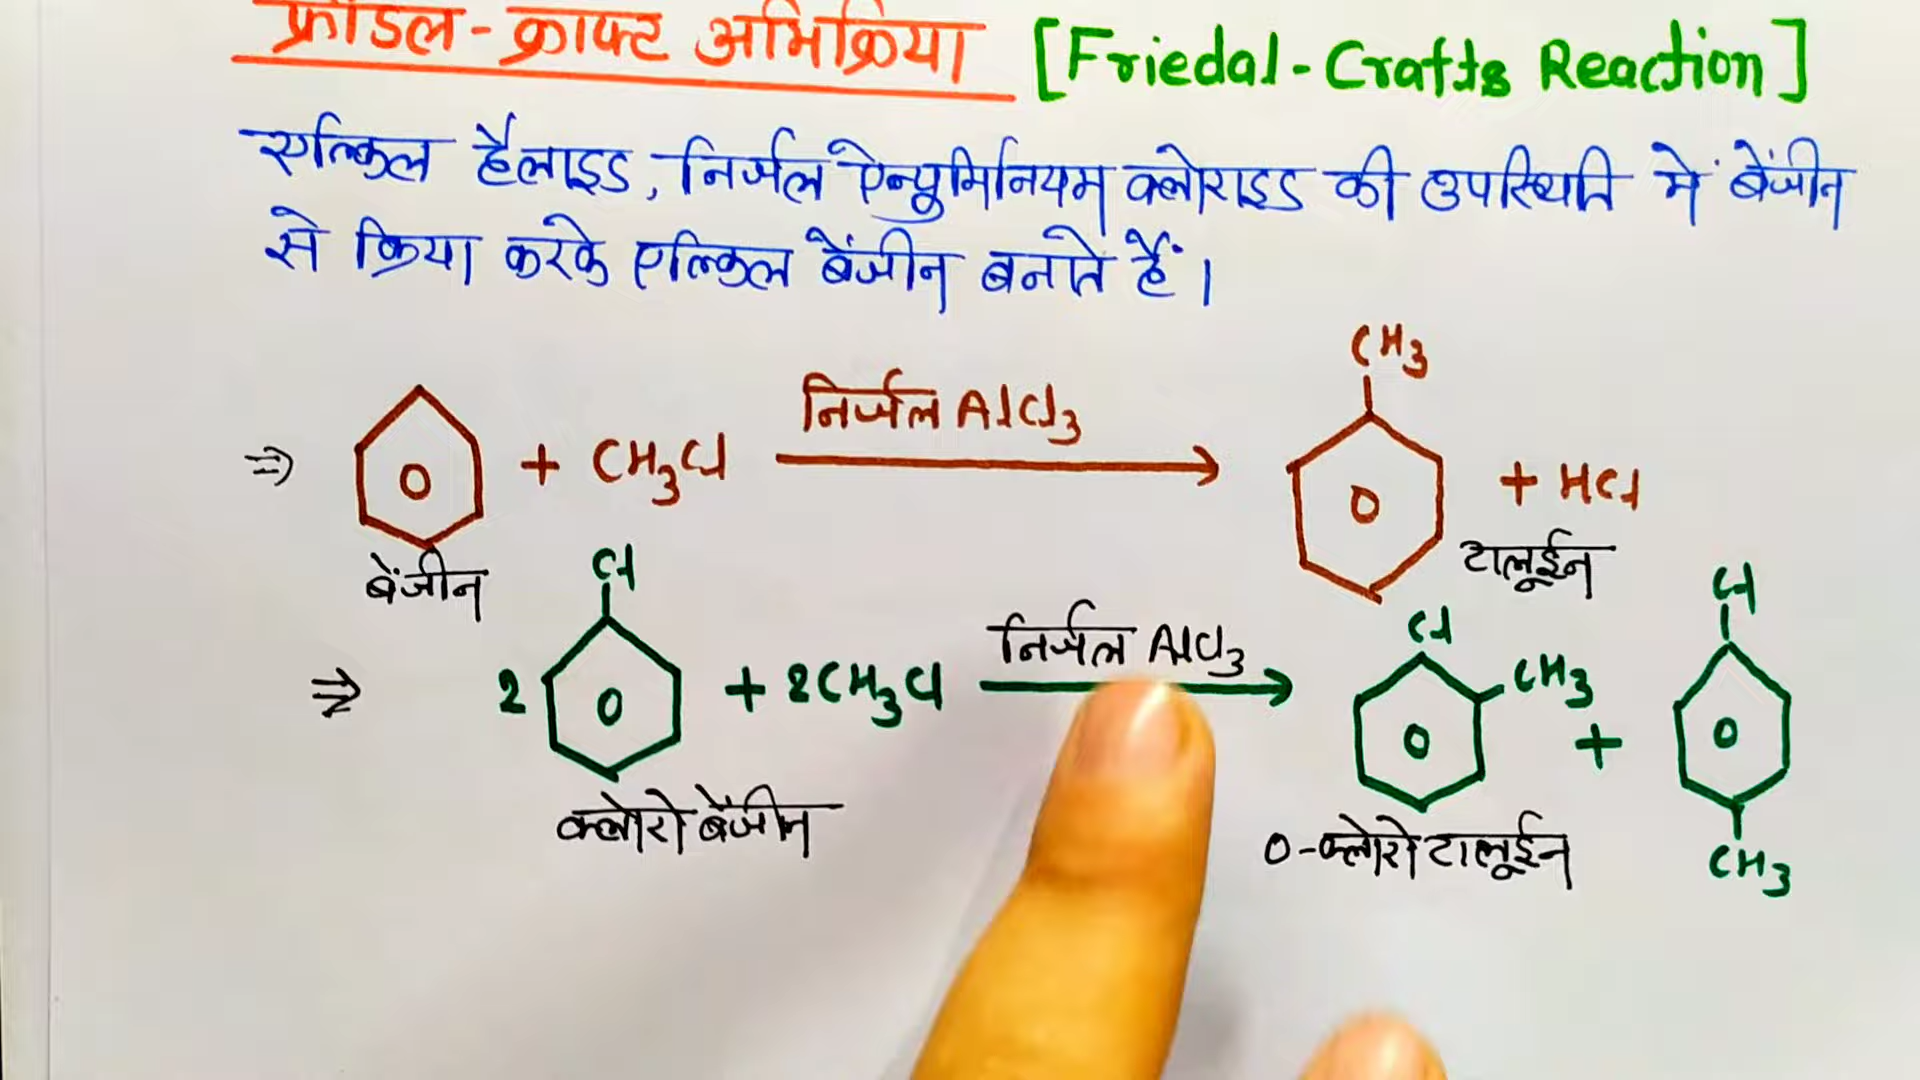 फ्रीडल-क्राफ्ट अभिक्रिया [Friedal-Crafts Reaction]
एल्किल हैलाइड, निर्जल ऐल्युमिनियम क्लोराइड की उपस्थिति में बेंजीन
से क्रिया करके एल्किल बेंजीन बनाते हैं।
CH3
⇒ + CH3Cl निर्जल AlCl3 + HCl
बेंजीन टालूईन
Cl Cl Cl
⇒ 2 + 2CH3Cl निर्जल AlCl3 CH3 +
क्लोरो बेंजीन o-क्लोरो टालूईन CH3